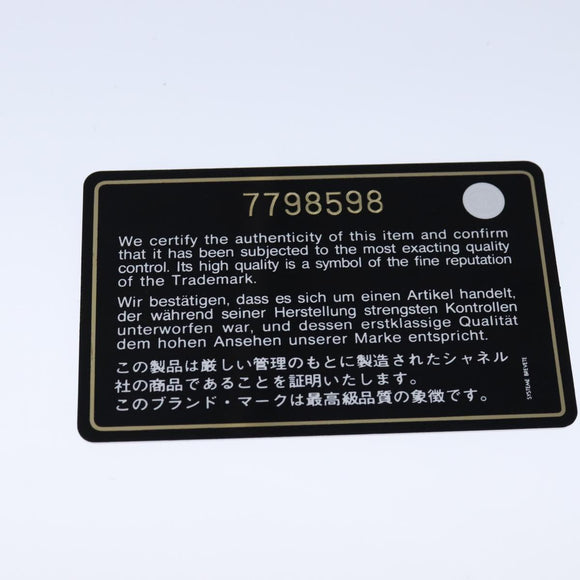 7798598
We certify the authenticity of this item and confirm
that it has been subjected to the most exacting quality
control. Its high quality is a symbol of the fine reputation
of the Trademark.
Wir bestätigen, dass es sich um einen Artikel handelt,
der während seiner Herstellung strengsten Kontrollen
unterworfen war, und dessen erstklassige Qualität
dem hohen Ansehen unserer Marke entspricht.
この製品は厳しい管理のもとに製造されたシャネル
社の商品であることを証明いたします。
このブランド・マークは最高級品質の象徴です。
SYSTEME BREVETE